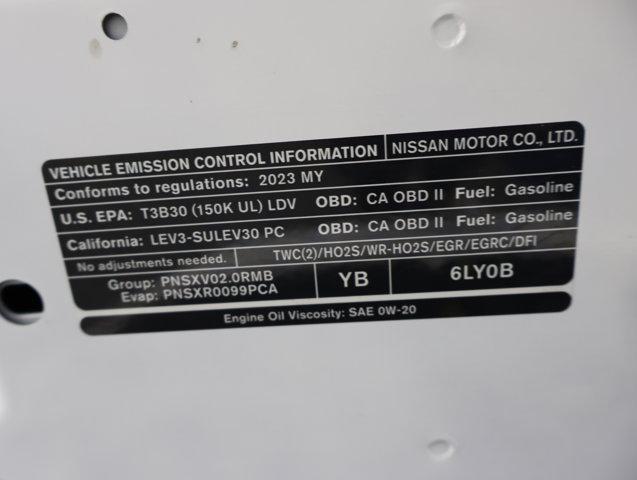 VEHICLE EMISSION CONTROL INFORMATION NISSAN MOTOR CO., LTD.
Conforms to regulations: 2023 MY
U.S. EPA: T3B30 (150K UL) LDV OBD: CA OBD II Fuel: Gasoline
California: LEV3-SULEV30 PC OBD: CA OBD II Fuel: Gasoline
No adjustments needed. TWC(2)/HO2S/WR-HO2S/EGR/EGRC/DFI
Group: PNSXV02.0RMB
Evap: PNSXR0099PCA
YB
6LY0B
Engine Oil Viscosity: SAE 0W-20